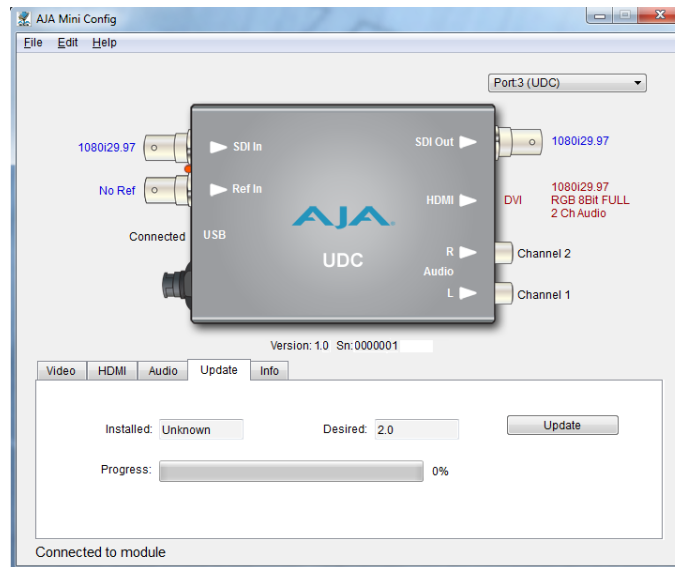 AJA Mini Config
File Edit Help
Port:3 (UDC)
1080i29.97
SDI In
SDI Out
1080i29.97
No Ref
Ref In
HDMI
DVI
1080i29.97
RGB 8Bit FULL
2 Ch Audio
Connected
USB
AJA
UDC
R
Audio
L
Channel 2
Channel 1
Version: 1.0 Sn: 0000001
Video HDMI Audio Update Info
Installed: Unknown Desired: 2.0 Update
Progress: 0%
Connected to module